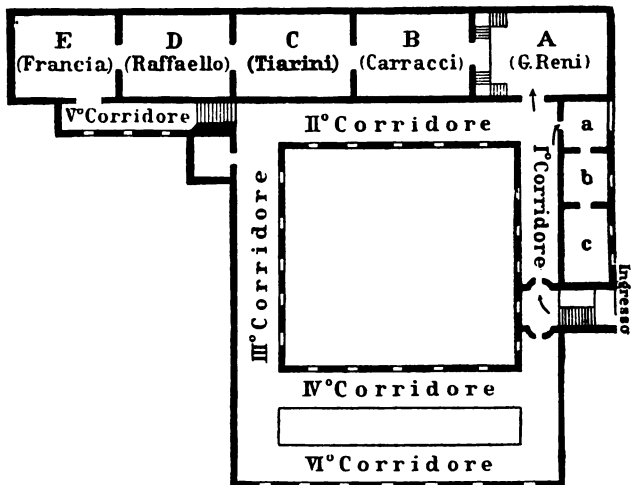 E
(Francia)
D
(Raffaello)
C
(Tiarini)
B
(Carracci)
A
(G.Reni)
V° Corridore
II° Corridore
a
I° Corridore
b
c
III° Corridore
Ingresso
IV° Corridore
VI° Corridore